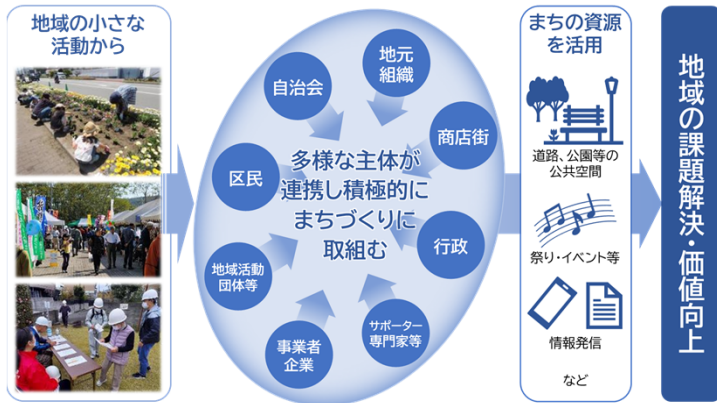 地域の小さな
活動から
自治会
地元
組織
商店街
区民
多様な主体が
連携し積極的に
まちづくりに
取組む
行政
地域活動
団体等
事業者
企業
サポーター
専門家等
まちの資源
を活用
道路、公園等の
公共空間
祭り・イベント等
情報発信
など
地域の課題解決・価値向上